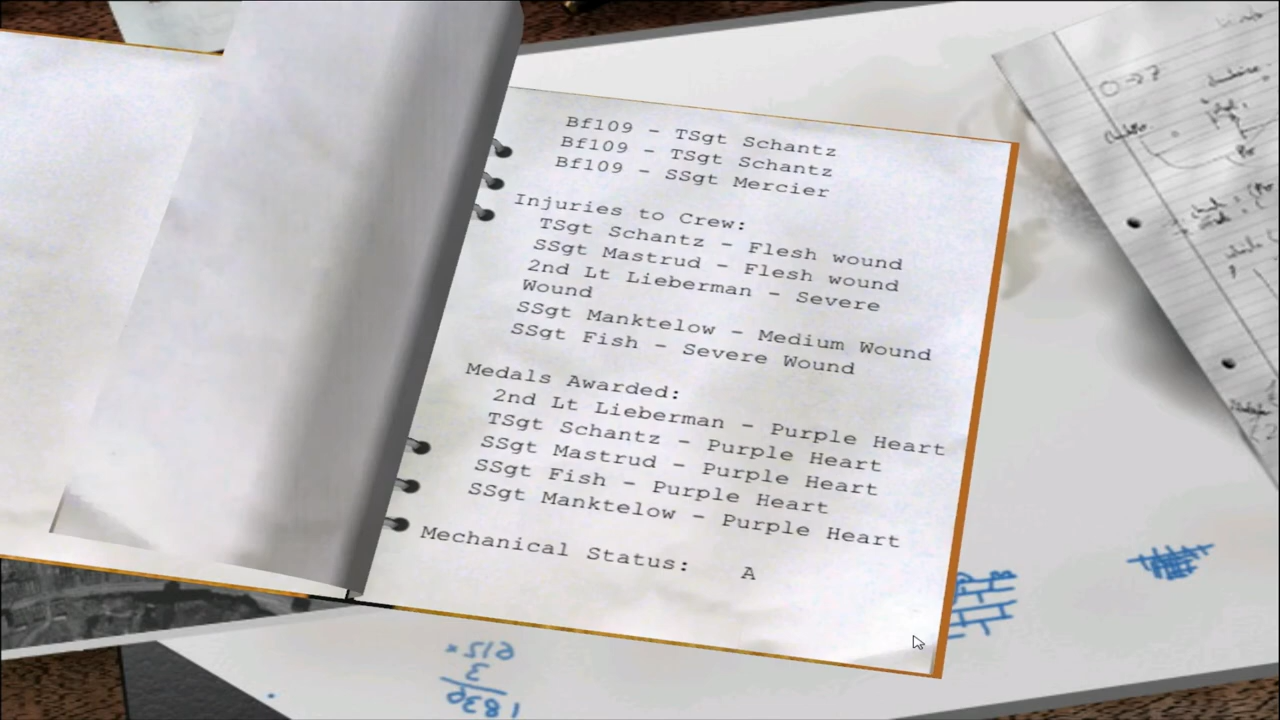 Bf109 - TSgt Schantz
Bf109 - TSgt Schantz
Bf109 - SSgt Mercier
Injuries to Crew:
TSgt Schantz - Flesh wound
SSgt Mastrud - Flesh wound
2nd Lt Lieberman - Severe
Wound
SSgt Manktelow - Medium Wound
SSgt Fish - Severe Wound
Medals Awarded:
2nd Lt Lieberman - Purple Heart
TSgt Schantz - Purple Heart
SSgt Mastrud - Purple Heart
SSgt Fish - Purple Heart
SSgt Manktelow - Purple Heart
Mechanical Status: A